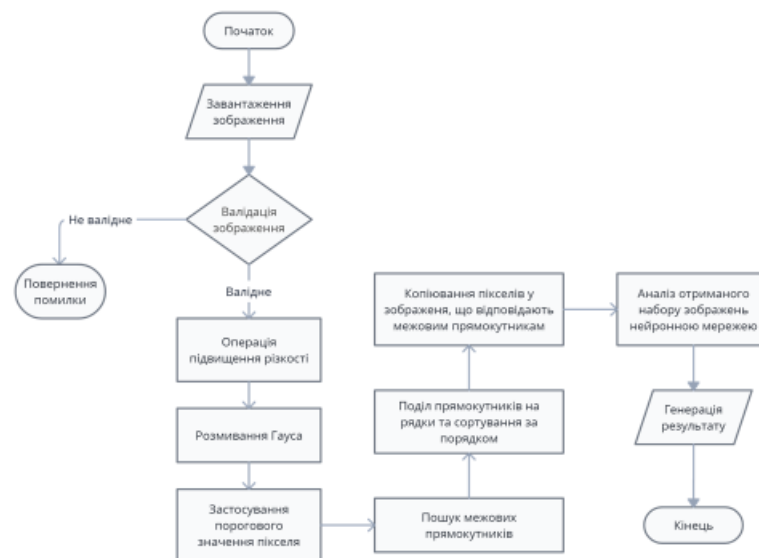 Початок
Завантаження
зображення
Валідація
зображення
Не валідне
Повернення
помилки
Валідне
Операція
підвищення різкості
Розмивання Гауса
Застосування
порогового
значення пікселя
Пошук межових
прямокутників
Поділ прямокутників на
рядки та сортування за
порядком
Копіювання пікселів у
зображеня, що відповідають
межовим прямокутникам
Аналіз отриманого
набору зображень
нейронною мережею
Генерація
результату
Кінець